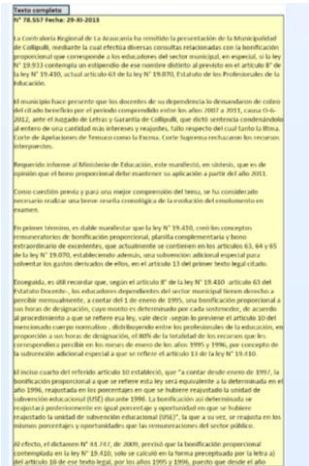 Texto completo
N° 78.557 Fecha: 29-XI-2013
La Contraloría Regional de La Araucanía ha remitido la presentación de la Municipalidad
de Collipulli, mediante la cual efectúa diversas consultas relacionadas con la bonificación
proporcional que corresponde a los educadores del sector municipal, en especial, si la ley
N° 19.933 contempla un estipendio de ese nombre distinto al previsto en el artículo 8° de
la ley N° 19.410, actual artículo 63 de la ley N° 19.070, Estatuto de los Profesionales de la
Educación.
El municipio hace presente que los docentes de su dependencia lo demandaron de cobro
del citado beneficio por el período comprendido entre los años 2007 a 2011, causa O-6-
2012, ante el Juzgado de Letras y Garantía de Collipulli, que dictó sentencia condenándolo
al entero de una cantidad más intereses y reajustes, fallo respecto del cual tanto la Iltma.
Corte de Apelaciones de Temuco como la Excma. Corte Suprema rechazaron los recursos
interpuestos.
Requerido informe al Ministerio de Educación, este manifestó, en síntesis, que es de
opinión que el bono proporcional debe mantener su aplicación a partir del año 2011.
Como cuestión previa y para una mejor comprensión del tema, se ha considerado
necesario realizar una breve reseña cronológica de la evolución del emolumento en
examen.
En primer término, es dable manifestar que la ley N° 19.410, creó los conceptos
remuneratorios de bonificación proporcional, planilla complementaria y bono
extraordinario de excedentes, que actualmente se contienen en los artículos 63, 64 y 65
de la ley N° 19.070, estableciendo además, una subvención adicional especial para
solventar los gastos derivados de ellos, en el artículo 13 del primer texto legal citado.
Enseguida, es útil recordar que, según el artículo 8° de la ley N° 19.410 -artículo 63 del
Estatuto Docente-, los educadores dependientes del sector municipal tienen derecho a
percibir mensualmente, a contar del 1 de enero de 1995, una bonificación proporcional a
sus horas de designación, cuyo monto es determinado por cada sostenedor, de acuerdo
al procedimiento a que se refiere esa ley, vale decir -según lo previene el artículo 10 del
mencionado cuerpo normativo-, distribuyendo entre los profesionales de la educación, en
proporción a sus horas de designación, el 80% de la totalidad de los recursos que les
correspondiera percibir en los meses de enero de los años 1995 y 1996, por concepto de
la subvención adicional especial a que se refiere el artículo 13 de la ley N° 19.410.
El inciso cuarto del referido artículo 10 estableció, que "a contar desde enero de 1997, la
bonificación proporcional a que se refiere esta ley será equivalente a la determinada en el
año 1996, reajustada en los porcentajes en que se hubiere reajustado la unidad de
subvención educacional (USE) durante 1996. La bonificación así determinada se
reajustará posteriormente en igual porcentaje y oportunidad en que se hubiere
reajustado la unidad de subvención educacional (USE)", la que a su vez, se reajusta en los
mismos porcentajes y oportunidades que las remuneraciones del sector público.
Al efecto, el dictamen N° 44.747, de 2009, precisó que la bonificación proporcional
contemplada en la ley N° 19.410, solo se calculó en la forma preceptuada por la letra a)
del artículo 10 de ese texto legal, por los años 1995 y 1996, puesto que desde el año